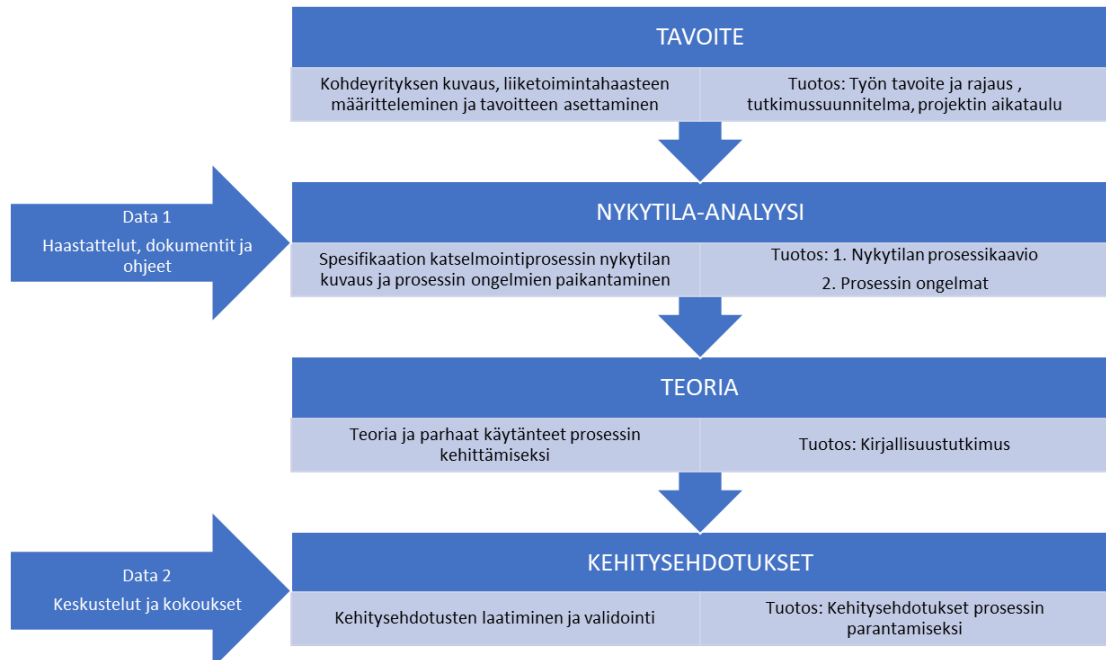 TAVOITE
Kohdeyrityksen kuvaus, liiketoimintahaasteen
määritteleminen ja tavoitteen asettaminen
Tuotos: Työn tavoite ja rajaus ,
tutkimussuunnitelma, projektin aikataulu
Data 1
Haastattelut, dokumentit ja
ohjeet
NYKYTILA-ANALYYSI
Spesifikaation katselmointiprosessin nykytilan
kuvaus ja prosessin ongelmien paikantaminen
Tuotos: 1. Nykytilan prosessikaavio
2. Prosessin ongelmat
TEORIA
Teoria ja parhaat käytänteet prosessin
kehittämiseksi
Tuotos: Kirjallisuustutkimus
Data 2
Keskustelut ja kokoukset
KEHITYSEHDOTUKSET
Kehitysehdotusten laatiminen ja validointi
Tuotos: Kehitysehdotukset prosessin
parantamiseksi